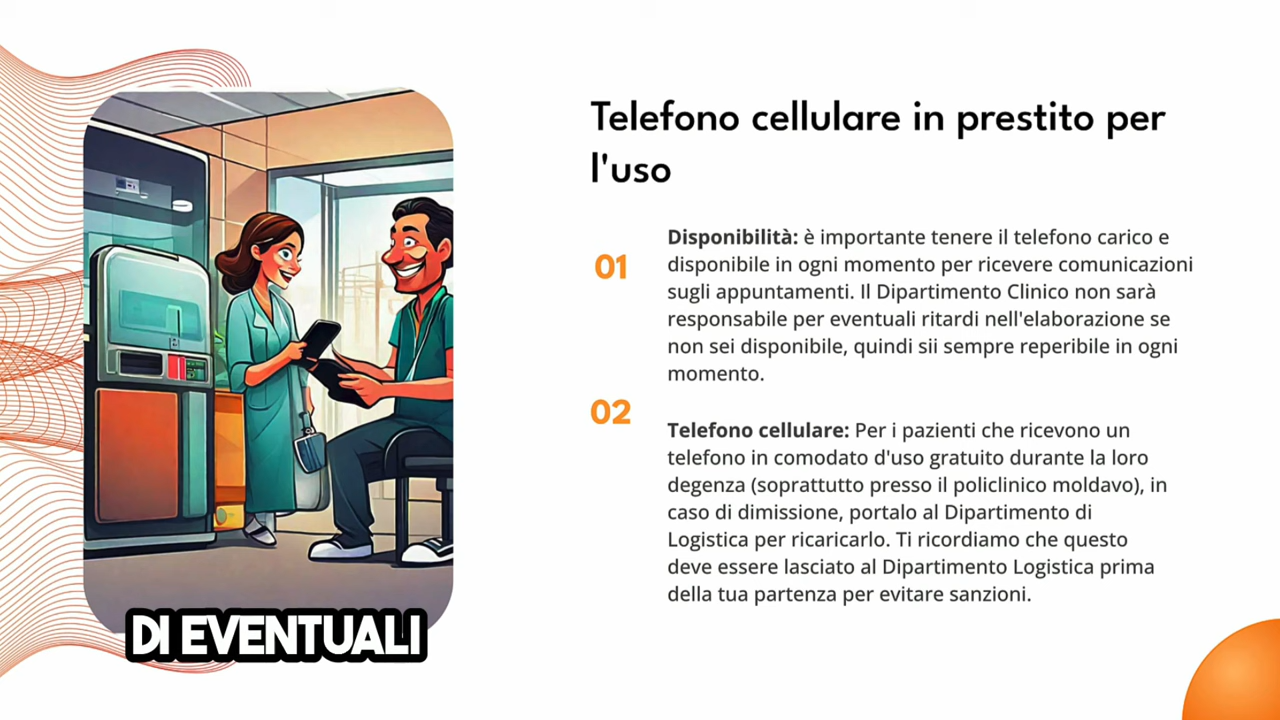 Telefono cellulare in prestito per
l'uso
01
Disponibilità: è importante tenere il telefono carico e
disponibile in ogni momento per ricevere comunicazioni
sugli appuntamenti. Il Dipartimento Clinico non sarà
responsabile per eventuali ritardi nell'elaborazione se
non sei disponibile, quindi sii sempre reperibile in ogni
momento.
02
Telefono cellulare: Per i pazienti che ricevono un
telefono in comodato d'uso gratuito durante la loro
degenza (soprattutto presso il policlinico moldavo), in
caso di dimissione, portalo al Dipartimento di
Logistica per ricaricarlo. Ti ricordiamo che questo
deve essere lasciato al Dipartimento Logistica prima
della tua partenza per evitare sanzioni.
DI EVENTUALI